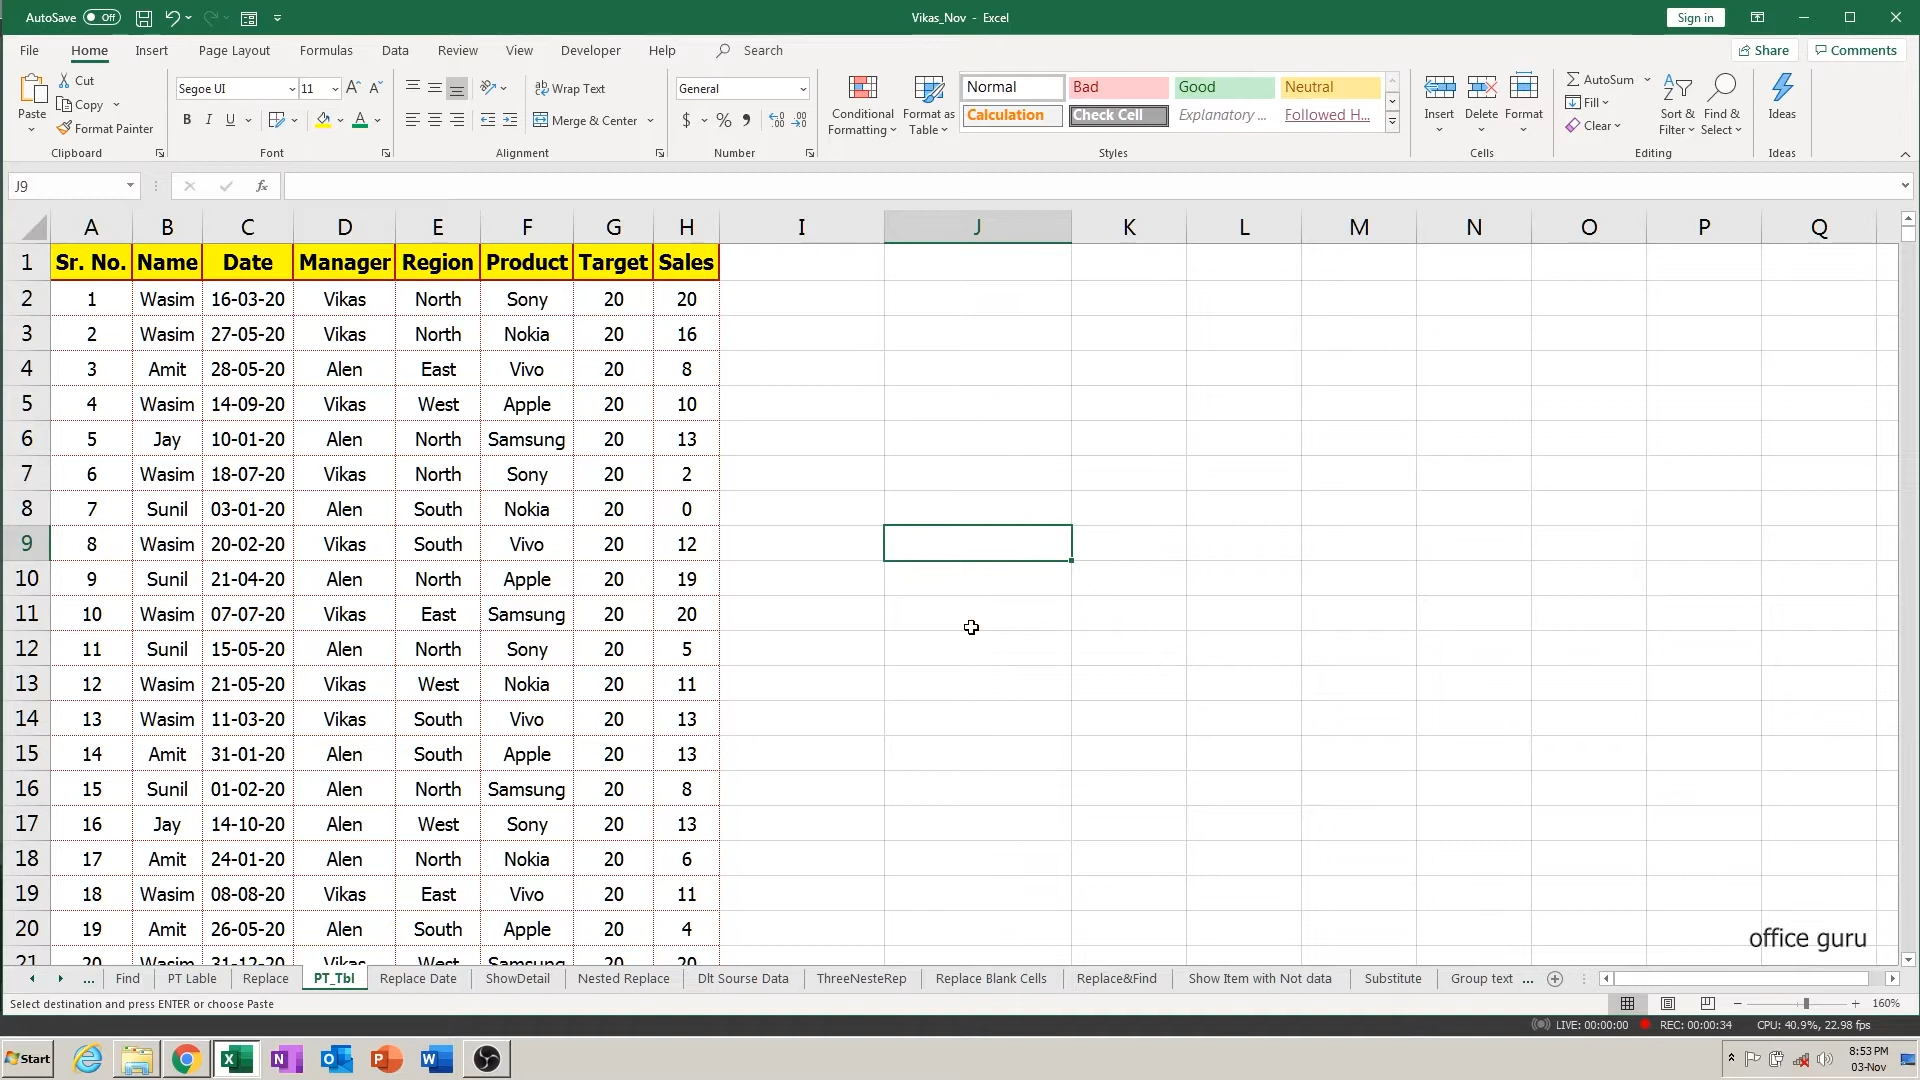 AutoSave Off
Vikas_Nov - Excel
Sign in
File Home Insert Page Layout Formulas Data Review View Developer Help Search
Share Comments
Paste Cut
Copy
Format Painter
Clipboard
Segoe UI 11
B I U
Font
Wrap Text
Merge & Center
Alignment
General
$ % ,
Number
Conditional Formatting
Format as Table
Normal Bad Good Neutral
Calculation Check Cell Explanatory ... Followed H...
Styles
Insert Delete Format
Cells
AutoSum
Fill
Clear
Sort & Filter
Find & Select
Editing
Ideas
Ideas
J9
fx
A B C D E F G H I J K L M N O P Q
1 Sr. No. Name Date Manager Region Product Target Sales
2 1 Wasim 16-03-20 Vikas North Sony 20 20
3 2 Wasim 27-05-20 Vikas North Nokia 20 16
4 3 Amit 28-05-20 Alen East Vivo 20 8
5 4 Wasim 14-09-20 Vikas West Apple 20 10
6 5 Jay 10-01-20 Alen North Samsung 20 13
7 6 Wasim 18-07-20 Vikas North Sony 20 2
8 7 Sunil 03-01-20 Alen South Nokia 20 0
9 8 Wasim 20-02-20 Vikas South Vivo 20 12
10 9 Sunil 21-04-20 Alen North Apple 20 19
11 10 Wasim 07-07-20 Vikas East Samsung 20 20
12 11 Sunil 15-05-20 Alen North Sony 20 5
13 12 Wasim 21-05-20 Vikas West Nokia 20 11
14 13 Wasim 11-03-20 Vikas South Vivo 20 13
15 14 Amit 31-01-20 Alen South Apple 20 13
16 15 Sunil 01-02-20 Alen North Samsung 20 8
17 16 Jay 14-10-20 Alen West Sony 20 13
18 17 Amit 24-01-20 Alen North Nokia 20 6
19 18 Wasim 08-08-20 Vikas East Vivo 20 11
20 19 Amit 26-05-20 Alen South Apple 20 4
21 20 Wasim 31-12-20 Vikas West Samsung 20 20
office guru
... Find PT Lable Replace PT_Tbl Replace Date ShowDetail Nested Replace Dlt Sourse Data ThreeNesteRep Replace Blank Cells Replace&Find Show Item with Not data Substitute Group text ...
Select destination and press ENTER or choose Paste
160%
LIVE: 00:00:00 REC: 00:00:34 CPU: 40.9%, 22.98 fps
Start
8:53 PM
03-Nov